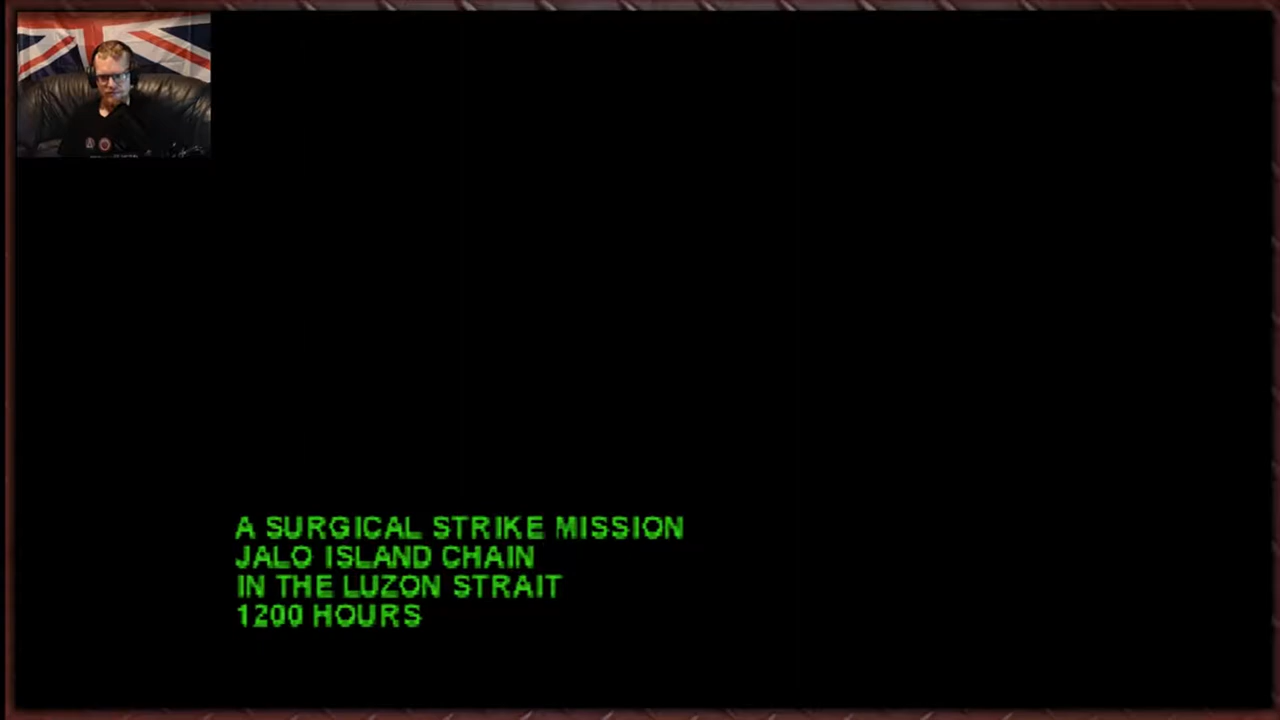 A SURGICAL STRIKE MISSION
JALO ISLAND CHAIN
IN THE LUZON STRAIT
1200 HOURS